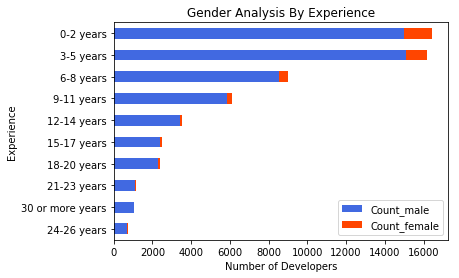 Gender Analysis By Experience
Experience
0-2 years
3-5 years
6-8 years
9-11 years
12-14 years
15-17 years
18-20 years
21-23 years
30 or more years
24-26 years
Count_male
Count_female
0 2000 4000 6000 8000 10000 12000 14000 16000
Number of Developers